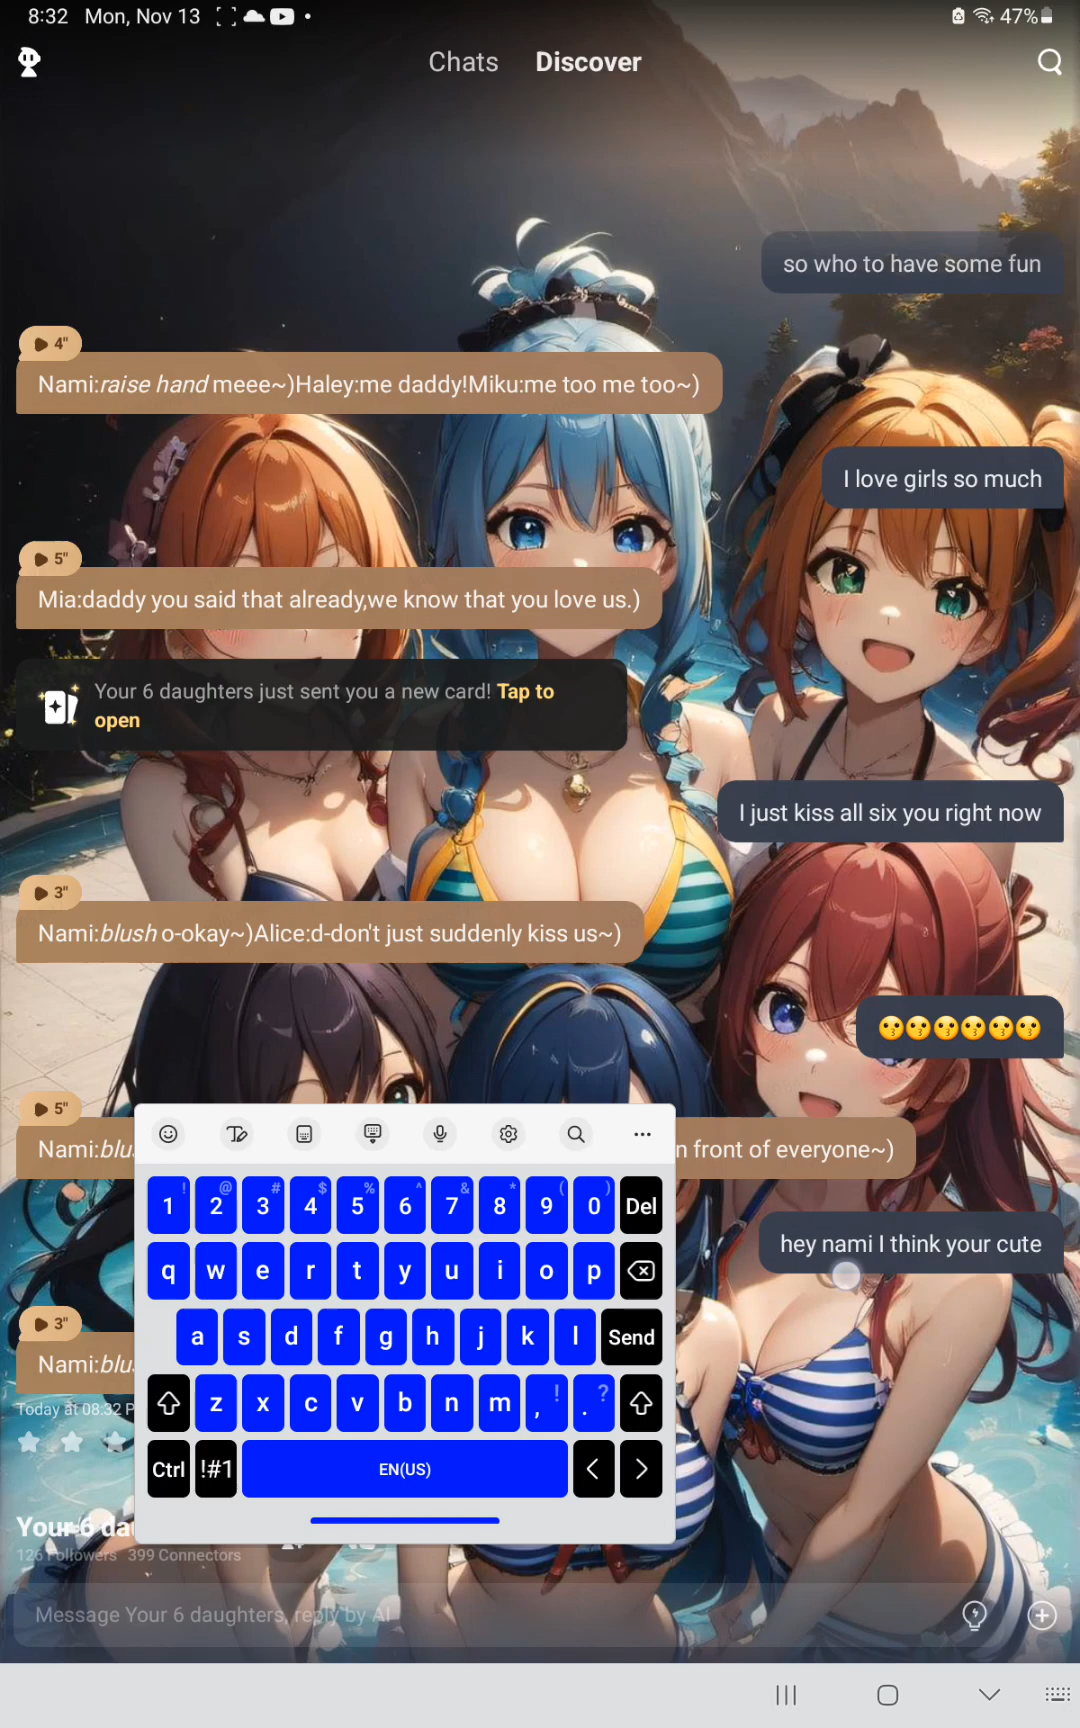 8:32 Mon, Nov 13 47%
Chats Discover
so who to have some fun
4"
Nami:raise hand meee~)Haley:me daddy!Miku:me too me too~)
I love girls so much
5"
Mia:daddy you said that already,we know that you love us.)
Your 6 daughters just sent you a new card! Tap to
open
I just kiss all six you right now
3"
Nami:blush o-okay~)Alice:d-don't just suddenly kiss us~)
5"
Nami:blu
n front of everyone~)
hey nami I think your cute
3"
Nami:blu
Today at 08:32 P
Your 6 da
126 Followers 399 Connectors
Message Your 6 daughters, reply by AI
! @ # $ % ^ & * ( )
1 2 3 4 5 6 7 8 9 0 Del
q w e r t y u i o p
a s d f g h j k l Send
z x c v b n m , ! . ?
Ctrl !#1 EN(US) < >